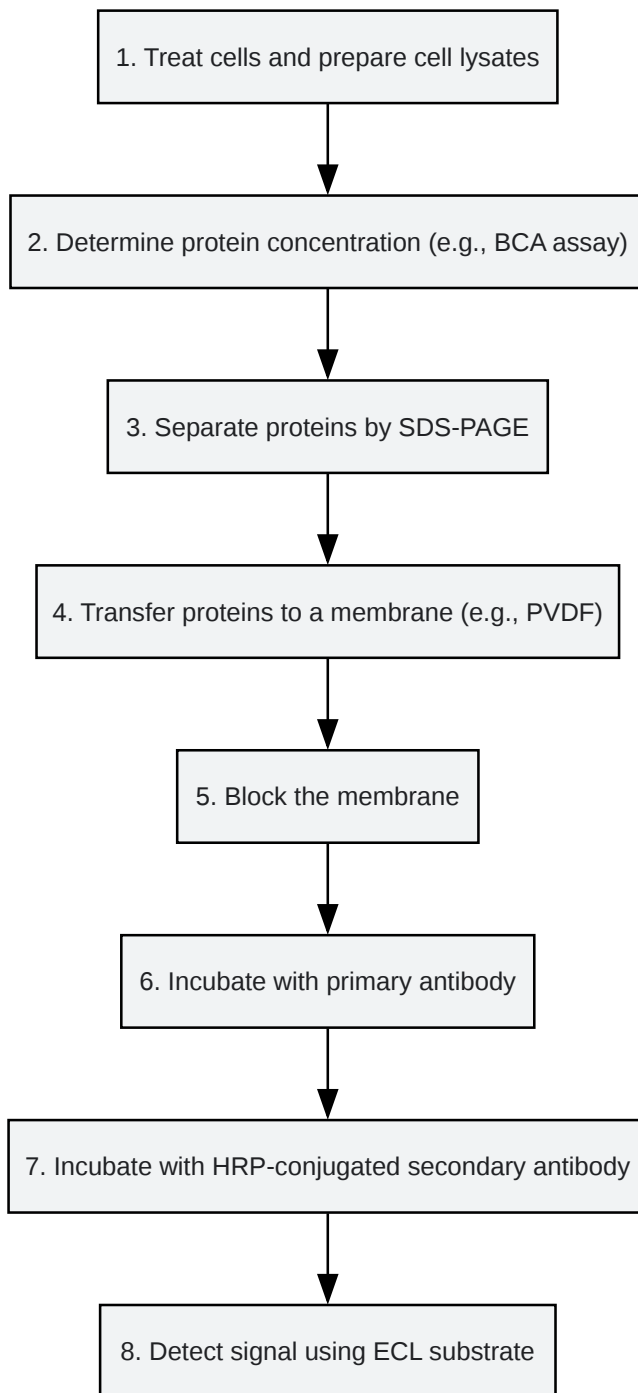 1. Treat cells and prepare cell lysates
2. Determine protein concentration (e.g., BCA assay)
3. Separate proteins by SDS-PAGE
4. Transfer proteins to a membrane (e.g., PVDF)
5. Block the membrane
6. Incubate with primary antibody
7. Incubate with HRP-conjugated secondary antibody
8. Detect signal using ECL substrate